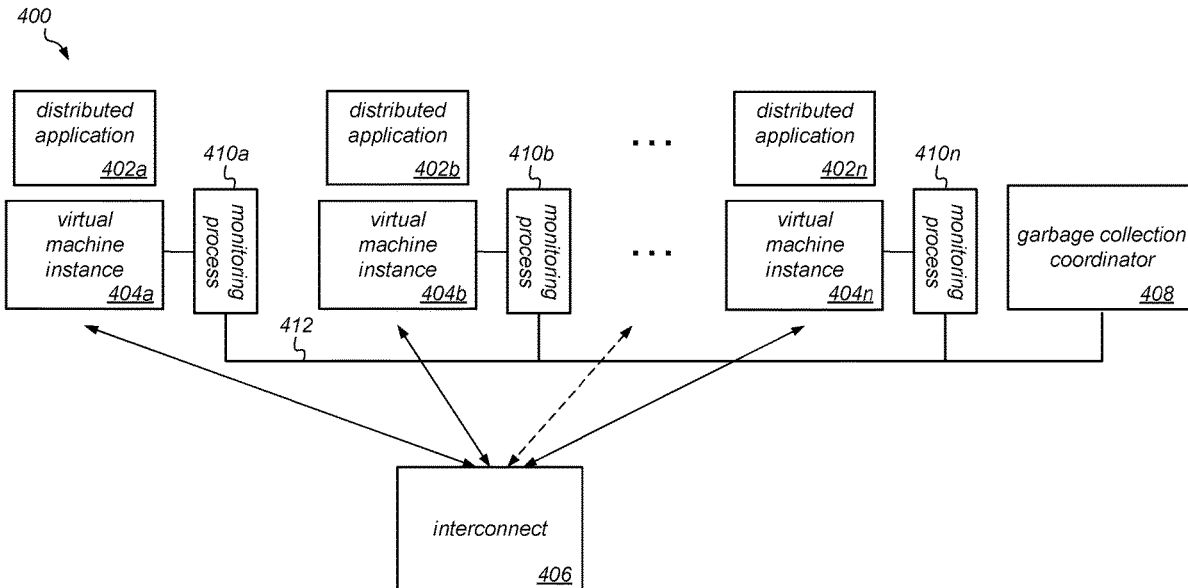 400
distributed
application
402a
distributed
application
402b
...
distributed
application
402n
410a
410b
410n
virtual
machine
instance
404a
monitoring
process
virtual
machine
instance
404b
monitoring
process
...
virtual
machine
instance
404n
monitoring
process
garbage collection
coordinator
408
412
interconnect
406